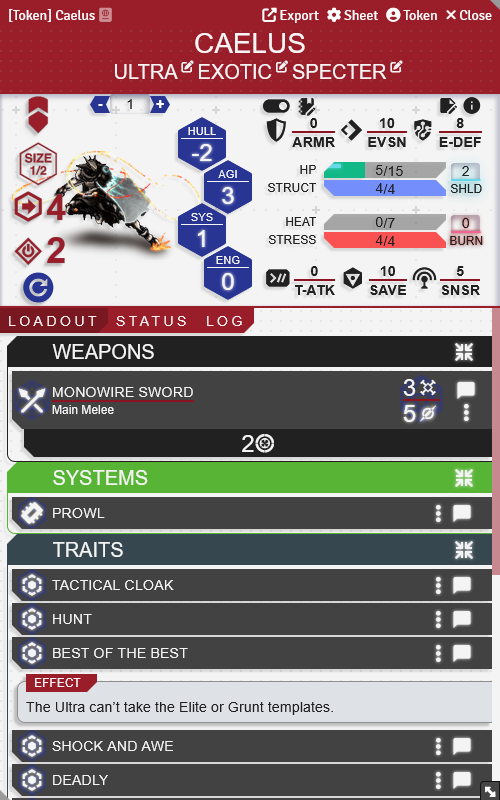 [Token] Caelus Export Sheet Token Close
CAELUS
ULTRA EXOTIC SPECTER
- 1 +
SIZE
1/2
4
2
HULL
-2
AGI
3
SYS
1
ENG
0
0 10 8
ARMR EVSN E-DEF
HP 5/15 2
STRUCT 4/4 SHLD
HEAT 0/7 0
STRESS 4/4 BURN
0 10 5
T-ATK SAVE SNSR
LOADOUT STATUS LOG
WEAPONS
MONOWIRE SWORD 3
Main Melee 5
2
SYSTEMS
PROWL
TRAITS
TACTICAL CLOAK
HUNT
BEST OF THE BEST
EFFECT
The Ultra can’t take the Elite or Grunt templates.
SHOCK AND AWE
DEADLY